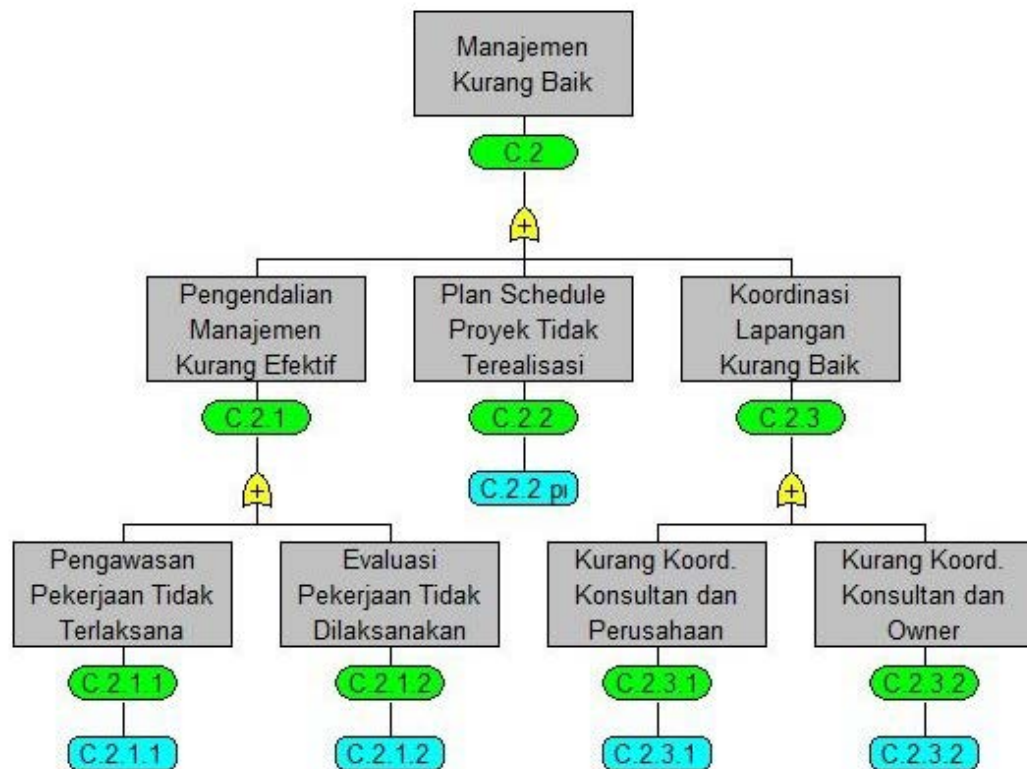 Manajemen
Kurang Baik
C.2
+
Pengendalian
Manajemen
Kurang Efektif
Plan Schedule
Proyek Tidak
Terealisasi
Koordinasi
Lapangan
Kurang Baik
C.2.1
C.2.2
C.2.3
+
C.2.2 pi
+
Pengawasan
Pekerjaan Tidak
Terlaksana
Evaluasi
Pekerjaan Tidak
Dilaksanakan
Kurang Koord.
Konsultan dan
Perusahaan
Kurang Koord.
Konsultan dan
Owner
C.2.1.1
C.2.1.2
C.2.3.1
C.2.3.2
C.2.1.1
C.2.1.2
C.2.3.1
C.2.3.2